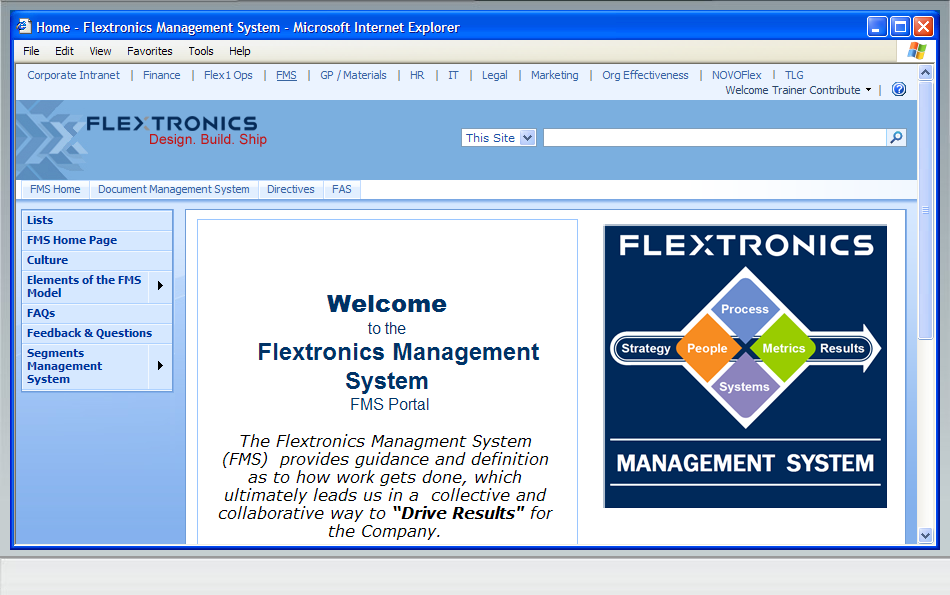 Home - Flextronics Management System - Microsoft Internet Explorer
File Edit View Favorites Tools Help
Corporate Intranet | Finance | Flex1 Ops | FMS | GP / Materials | HR | IT | Legal | Marketing | Org Effectiveness | NOVOFlex | TLG
Welcome Trainer Contribute |
FLEXTRONICS
Design. Build. Ship
This Site
FMS Home Document Management System Directives FAS
Lists
FMS Home Page
Culture
Elements of the FMS
Model
FAQs
Feedback & Questions
Segments
Management
System
Welcome
to the
Flextronics Management
System
FMS Portal
The Flextronics Managment System
(FMS) provides guidance and definition
as to how work gets done, which
ultimately leads us in a collective and
collaborative way to “Drive Results" for
the Company.
FLEXTRONICS
Process
Strategy People Metrics Results
Systems
MANAGEMENT SYSTEM